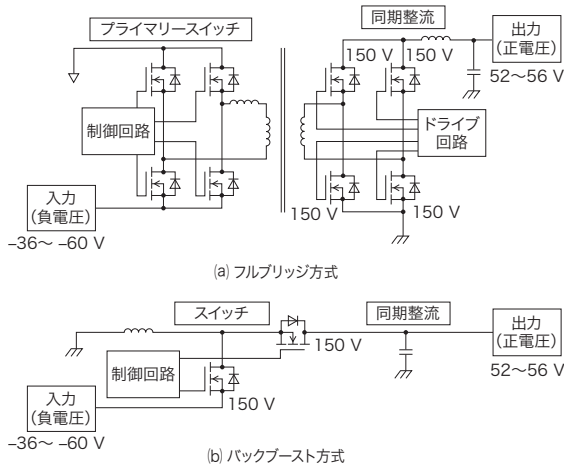 プライマリースイッチ
同期整流
出力
(正電圧)
150 V
150 V
52〜56 V
制御回路
ドライブ
回路
入力
(負電圧)
150 V
150 V
–36〜 –60 V
(a) フルブリッジ方式
スイッチ
同期整流
出力
(正電圧)
150 V
制御回路
52〜56 V
入力
(負電圧)
150 V
–36〜 –60 V
(b) バックブースト方式